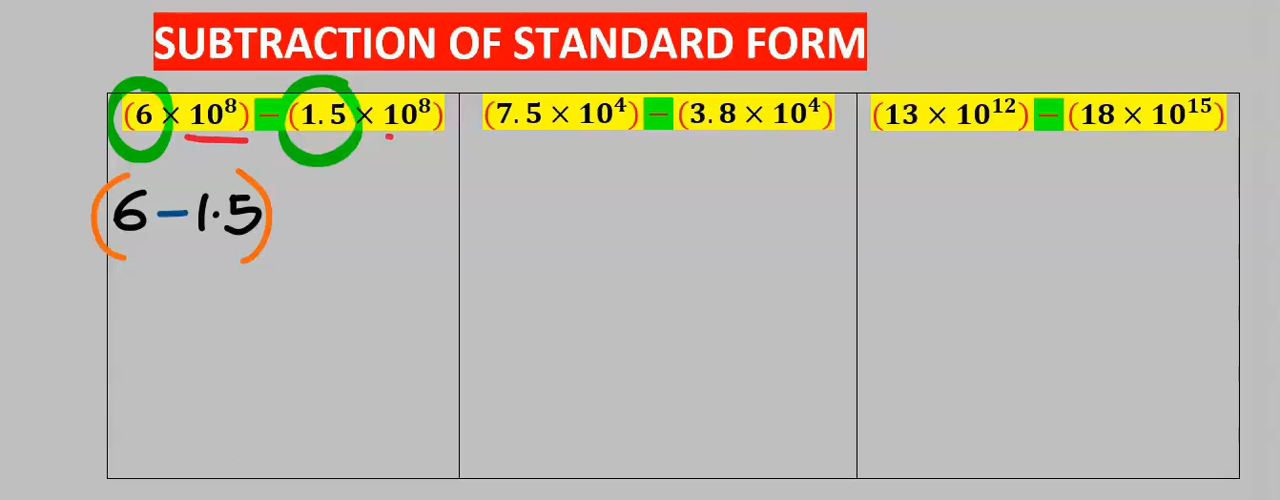 SUBTRACTION OF STANDARD FORM
(6 × 10⁸) − (1.5 × 10⁸)
(7.5 × 10⁴) − (3.8 × 10⁴)
(13 × 10¹²) − (18 × 10¹⁵)
(6 − 1.5)